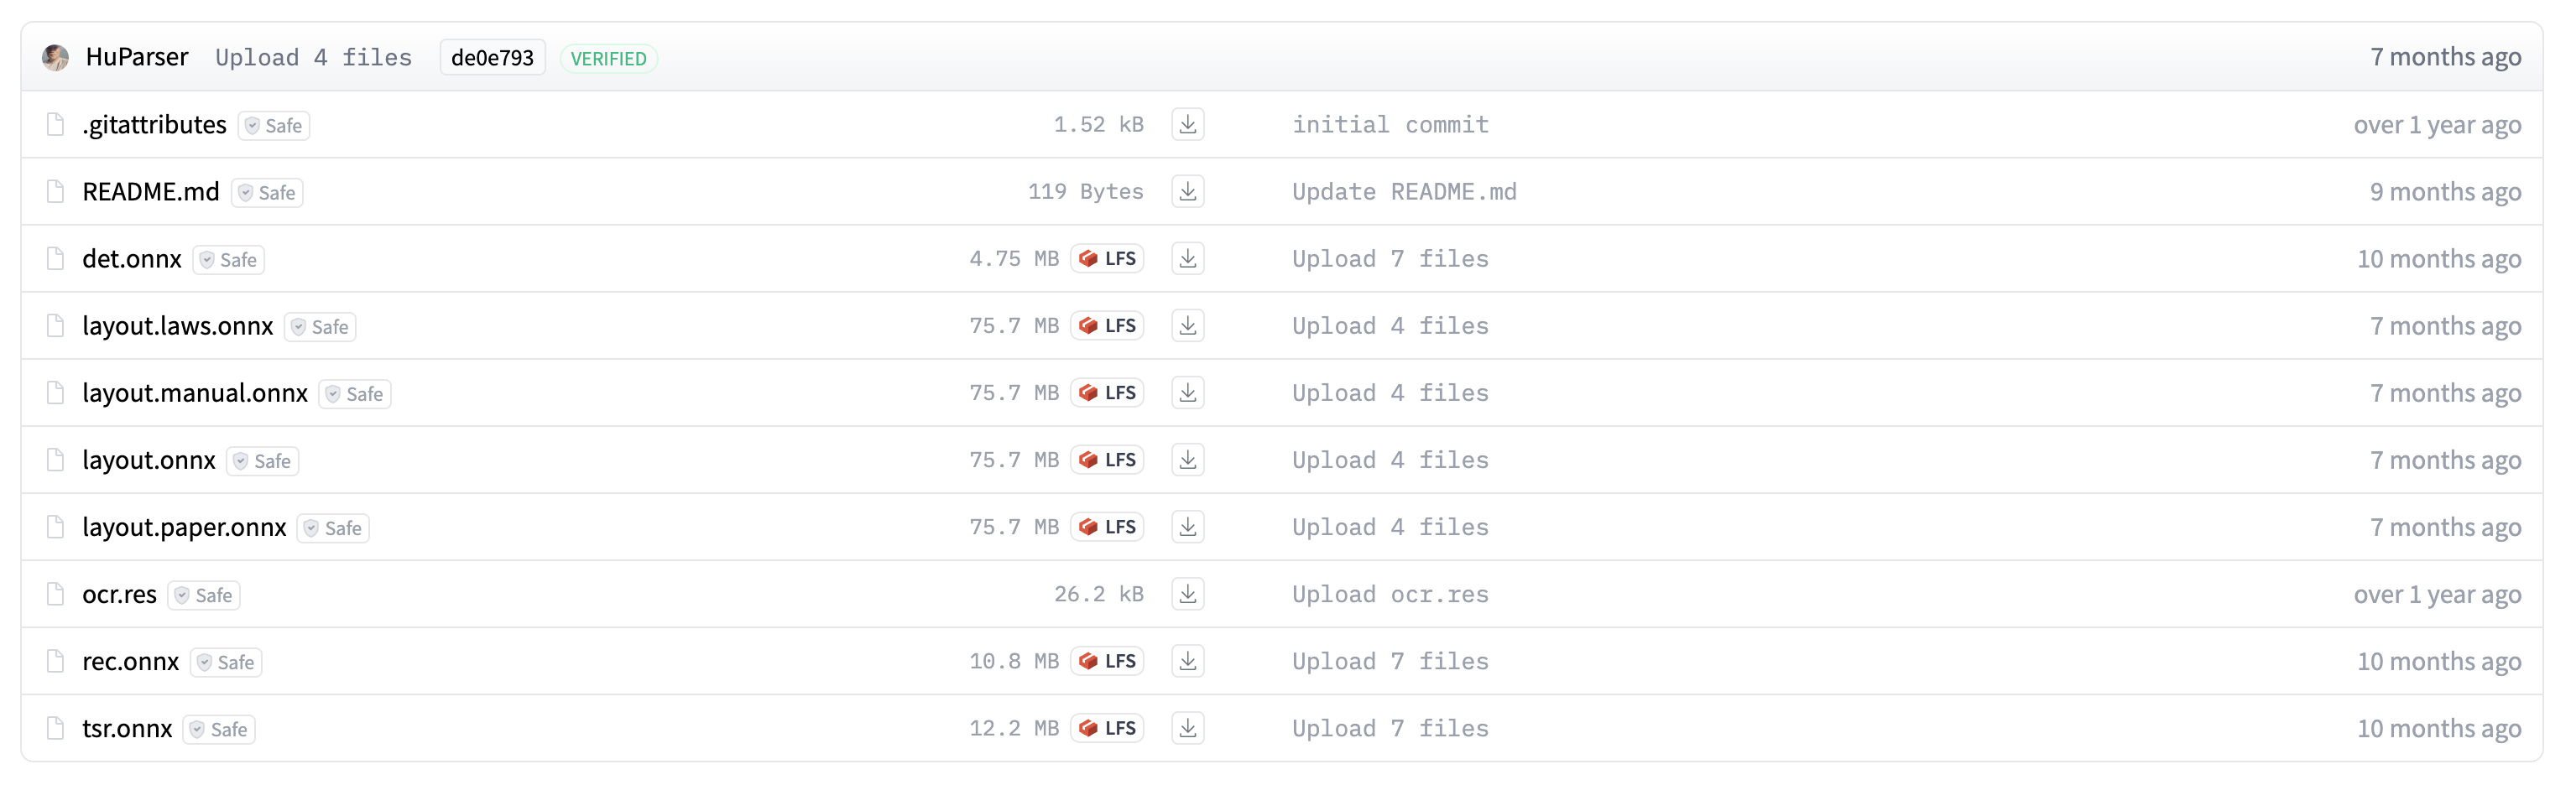 HuParser Upload 4 files de0e793 VERIFIED 7 months ago
.gitattributes Safe 1.52 kB initial commit over 1 year ago
README.md Safe 119 Bytes Update README.md 9 months ago
det.onnx Safe 4.75 MB LFS Upload 7 files 10 months ago
layout.laws.onnx Safe 75.7 MB LFS Upload 4 files 7 months ago
layout.manual.onnx Safe 75.7 MB LFS Upload 4 files 7 months ago
layout.onnx Safe 75.7 MB LFS Upload 4 files 7 months ago
layout.paper.onnx Safe 75.7 MB LFS Upload 4 files 7 months ago
ocr.res Safe 26.2 kB Upload ocr.res over 1 year ago
rec.onnx Safe 10.8 MB LFS Upload 7 files 10 months ago
tsr.onnx Safe 12.2 MB LFS Upload 7 files 10 months ago